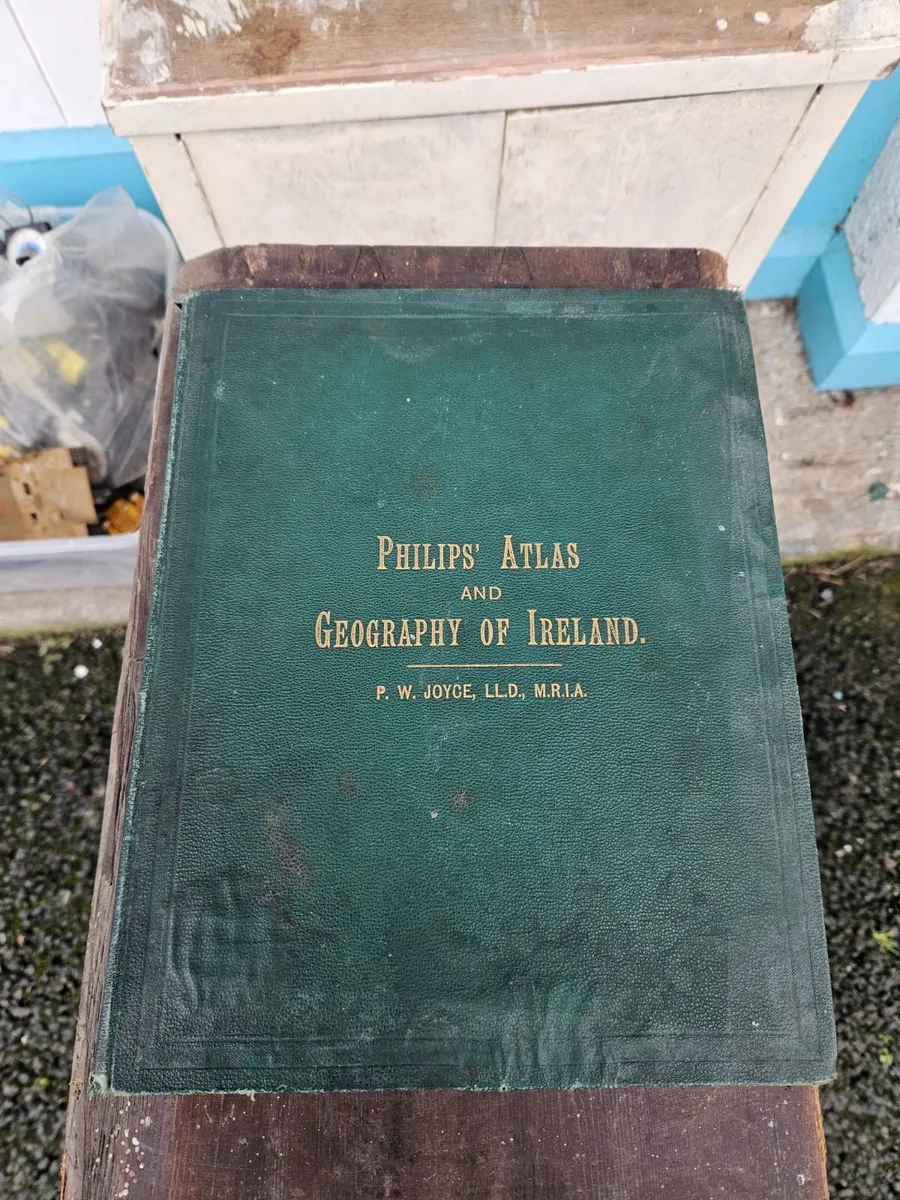 PHILIPS' ATLAS
AND
GEOGRAPHY OF IRELAND.
P. W. JOYCE, LL.D., M.R.I.A.